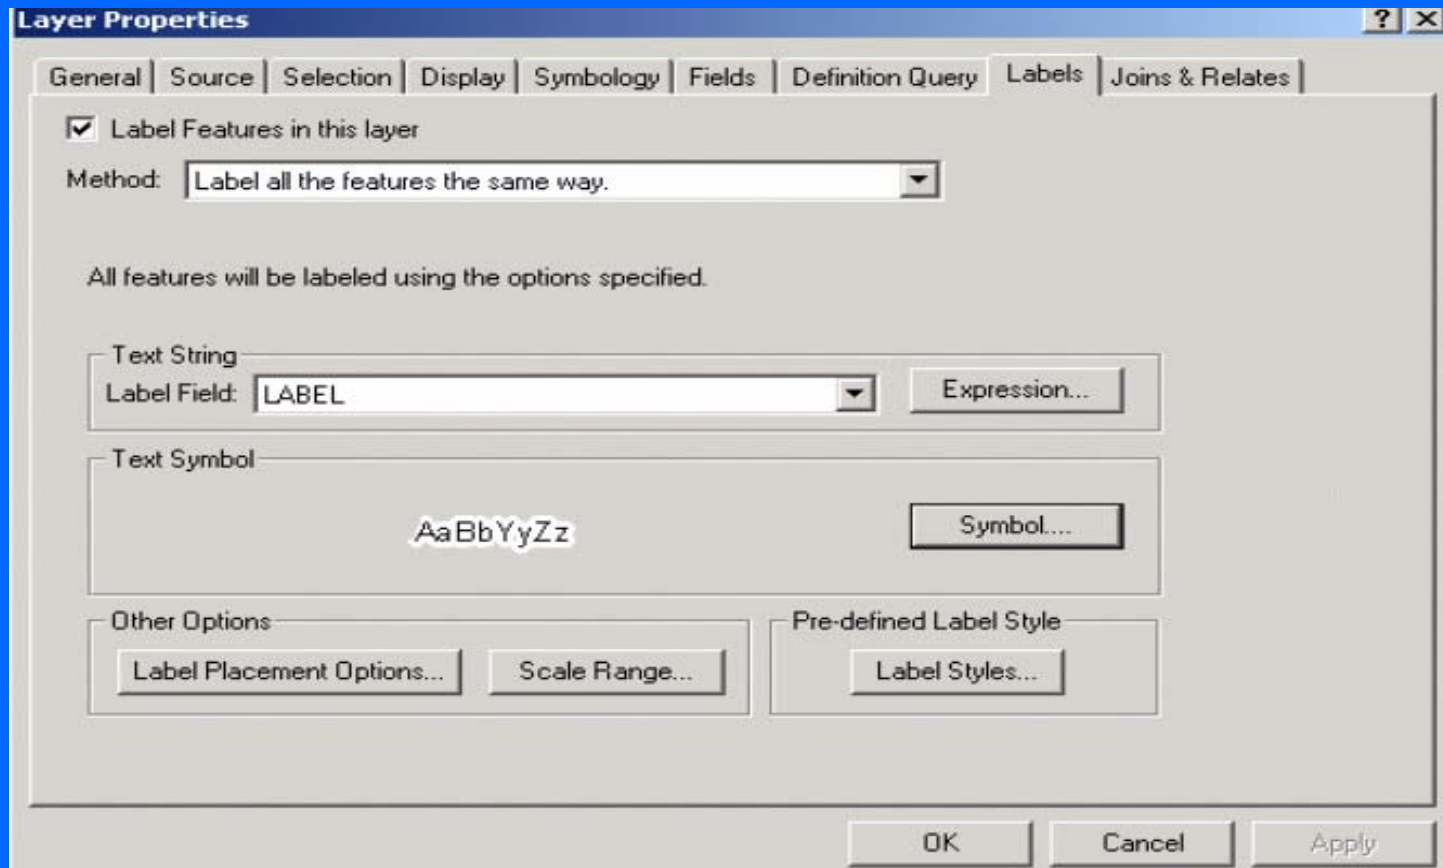 Layer Properties
? X
General Source Selection Display Symbology Fields Definition Query Labels Joins & Relates
Label Features in this layer
Method: Label all the features the same way.
All features will be labeled using the options specified.
Text String
Label Field: LABEL Expression...
Text Symbol
AaBbYyZz Symbol....
Other Options Pre-defined Label Style
Label Placement Options... Scale Range... Label Styles...
OK Cancel Apply